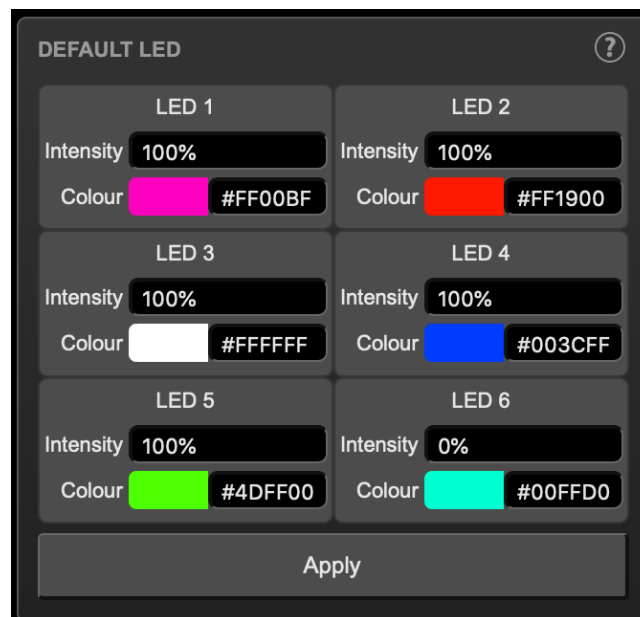 DEFAULT LED ?
LED 1
Intensity 100%
Colour #FF00BF
LED 2
Intensity 100%
Colour #FF1900
LED 3
Intensity 100%
Colour #FFFFFF
LED 4
Intensity 100%
Colour #003CFF
LED 5
Intensity 100%
Colour #4DFF00
LED 6
Intensity 0%
Colour #00FFD0
Apply